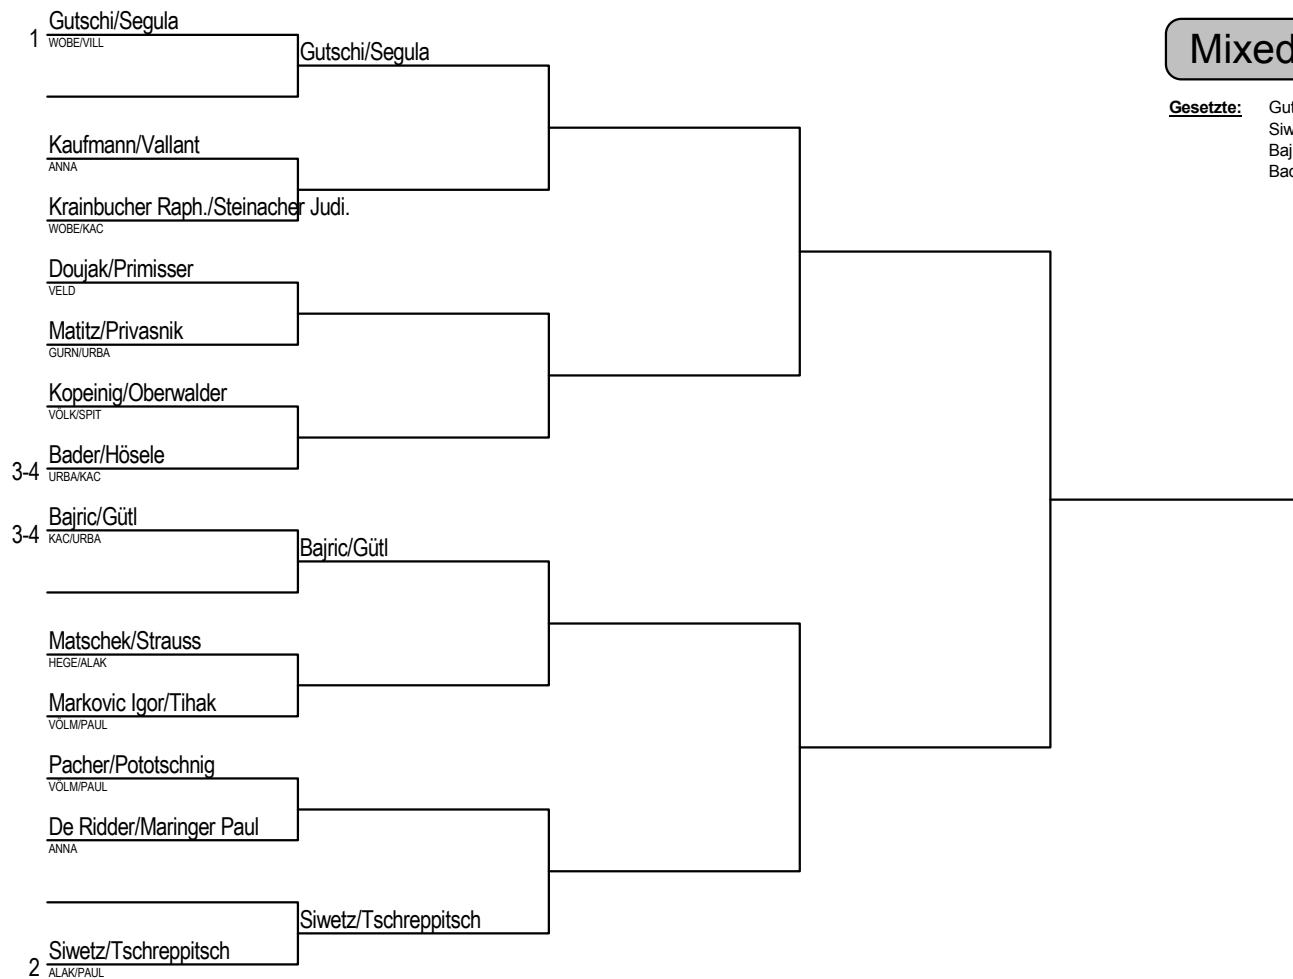 Gutschi/Segula
1
WOBE/VILL
Gutschi/Segula
Mixed
Gesetzte:
Kaufmann/Vallant
ANNA
Krainbucher Raph./Steinacher Judi.
WOBE/KAC
Doujak/Primisser
VELD
Matitz/Privasnik
GURN/URBA
Kopeinig/Oberwalder
VÖLK/SPIT
Bader/Hösele
3-4
URBA/KAC
Bajric/Gütl
3-4
KAC/URBA
Bajric/Gütl
Matschek/Strauss
HEGE/ALAK
Markovic Igor/Tihak
VÖLM/PAUL
Pacher/Pototschnig
VÖLM/PAUL
De Ridder/Maringer Paul
ANNA
Siwetz/Tschreppitsch
Siwetz/Tschreppitsch
2
ALAK/PAUL